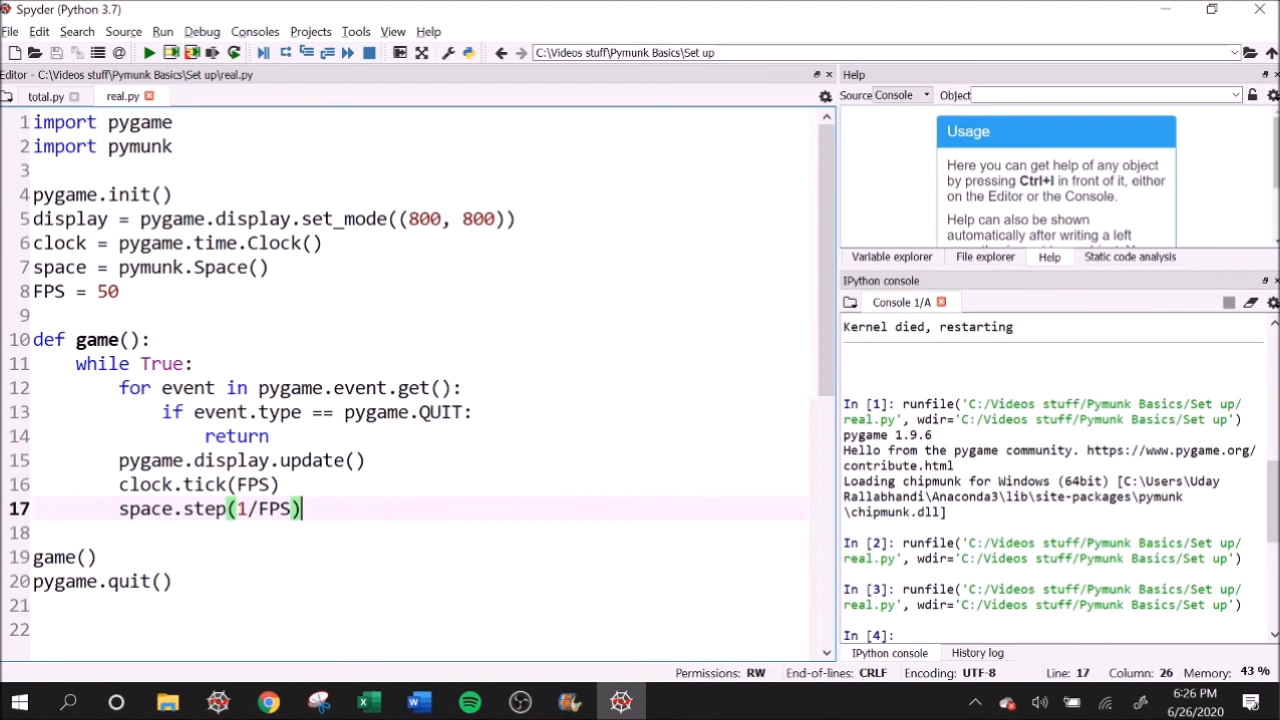 Spyder (Python 3.7)
File Edit Search Source Run Debug Consoles Projects Tools View Help
C:\Videos stuff\Pymunk Basics\Set up
Editor - C:\Videos stuff\Pymunk Basics\Set up\real.py
total.py
real.py
1 import pygame
2 import pymunk
3
4 pygame.init()
5 display = pygame.display.set_mode((800, 800))
6 clock = pygame.time.Clock()
7 space = pymunk.Space()
8 FPS = 50
9
10 def game():
11 while True:
12 for event in pygame.event.get():
13 if event.type == pygame.QUIT:
14 return
15 pygame.display.update()
16 clock.tick(FPS)
17 space.step(1/FPS)
18
19 game()
20 pygame.quit()
21
22
Help
Source Console Object
Usage
Here you can get help of any object
by pressing Ctrl+I in front of it, either
on the Editor or the Console.
Help can also be shown
automatically after writing a left
Variable explorer File explorer Help Static code analysis
IPython console
Console 1/A
Kernel died, restarting
In [1]: runfile('C:/Videos stuff/Pymunk Basics/Set up/
real.py', wdir='C:/Videos stuff/Pymunk Basics/Set up')
pygame 1.9.6
Hello from the pygame community. https://www.pygame.org/
contribute.html
Loading chipmunk for Windows (64bit) [C:\Users\Uday
Rallabhandi\Anaconda3\lib\site-packages\pymunk
\chipmunk.dll]
In [2]: runfile('C:/Videos stuff/Pymunk Basics/Set up/
real.py', wdir='C:/Videos stuff/Pymunk Basics/Set up')
In [3]: runfile('C:/Videos stuff/Pymunk Basics/Set up/
real.py', wdir='C:/Videos stuff/Pymunk Basics/Set up')
In [4]:
IPython console History log
Permissions: RW End-of-lines: CRLF Encoding: UTF-8 Line: 17 Column: 26 Memory: 43 %
6:26 PM
6/26/2020